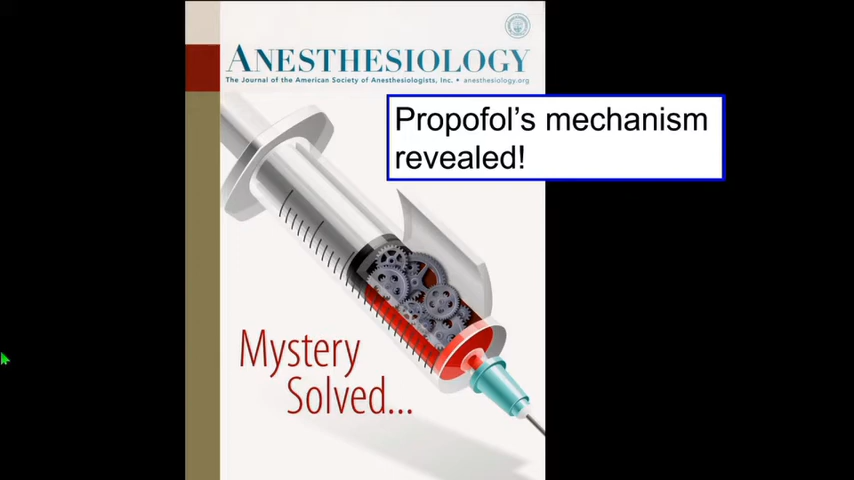 ANESTHESIOLOGY
The Journal of the American Society of Anesthesiologists, Inc. • anesthesiology.org
Propofol’s mechanism
revealed!
Mystery
Solved...